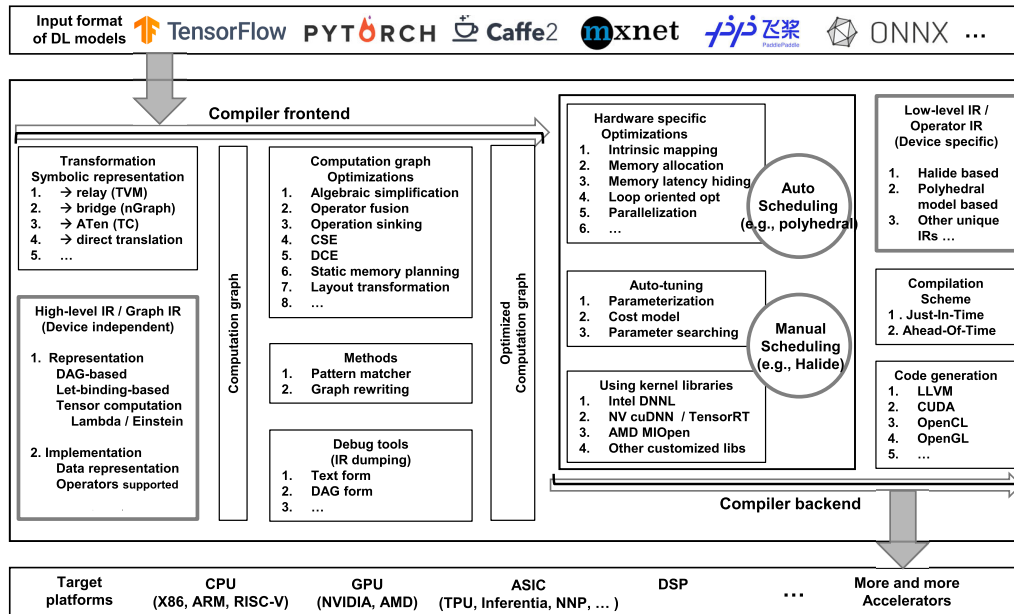 Input format
of DL models
TensorFlow
PYTORCH
Caffe2
mxnet
飞桨
PaddlePaddle
ONNX
...
Compiler frontend
Transformation
Symbolic representation
1. → relay (TVM)
2. → bridge (nGraph)
3. → ATen (TC)
4. → direct translation
5. ...
High-level IR / Graph IR
(Device independent)
1. Representation
DAG-based
Let-binding-based
Tensor computation
Lambda / Einstein
2. Implementation
Data representation
Operators supported
Computation graph
Computation graph
Optimizations
1. Algebraic simplification
2. Operator fusion
3. Operation sinking
4. CSE
5. DCE
6. Static memory planning
7. Layout transformation
8. ...
Methods
1. Pattern matcher
2. Graph rewriting
Debug tools
(IR dumping)
1. Text form
2. DAG form
3. ...
Optimized
Computation graph
Hardware specific
Optimizations
1. Intrinsic mapping
2. Memory allocation
3. Memory latency hiding
4. Loop oriented opt
5. Parallelization
6. ...
Auto
Scheduling
(e.g., polyhedral)
Auto-tuning
1. Parameterization
2. Cost model
3. Parameter searching
Manual
Scheduling
(e.g., Halide)
Using kernel libraries
1. Intel DNNL
2. NV cuDNN / TensorRT
3. AMD MIOpen
4. Other customized libs
Low-level IR /
Operator IR
(Device specific)
1. Halide based
2. Polyhedral
model based
3. Other unique
IRs ...
Compilation
Scheme
1 . Just-In-Time
2. Ahead-Of-Time
Code generation
1. LLVM
2. CUDA
3. OpenCL
4. OpenGL
5. ...
Compiler backend
Target
platforms
CPU
(X86, ARM, RISC-V)
GPU
(NVIDIA, AMD)
ASIC
(TPU, Inferentia, NNP, ... )
DSP
...
More and more
Accelerators